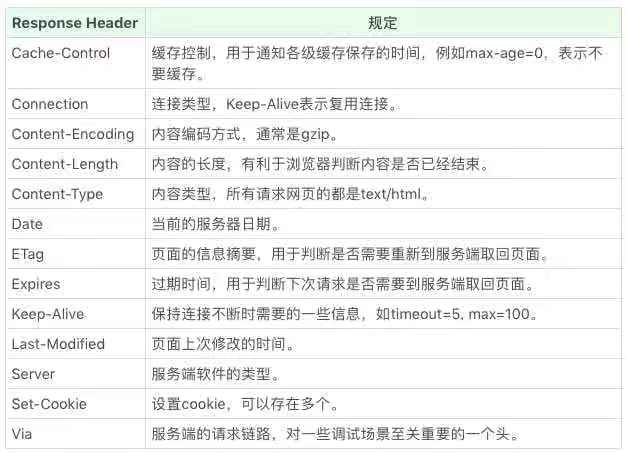 Response Header 规定
Cache-Control 缓存控制，用于通知各级缓存保存的时间，例如max-age=0，表示不
要缓存。
Connection 连接类型，Keep-Alive表示复用连接。
Content-Encoding 内容编码方式，通常是gzip。
Content-Length 内容的长度，有利于浏览器判断内容是否已经结束。
Content-Type 内容类型，所有请求网页的都是text/html。
Date 当前的服务器日期。
ETag 页面的信息摘要，用于判断是否需要重新到服务端取回页面。
Expires 过期时间，用于判断下次请求是否需要到服务端取回页面。
Keep-Alive 保持连接不断时需要的一些信息，如timeout=5, max=100。
Last-Modified 页面上次修改的时间。
Server 服务端软件的类型。
Set-Cookie 设置cookie，可以存在多个。
Via 服务端的请求链路，对一些调试场景至关重要的一个头。